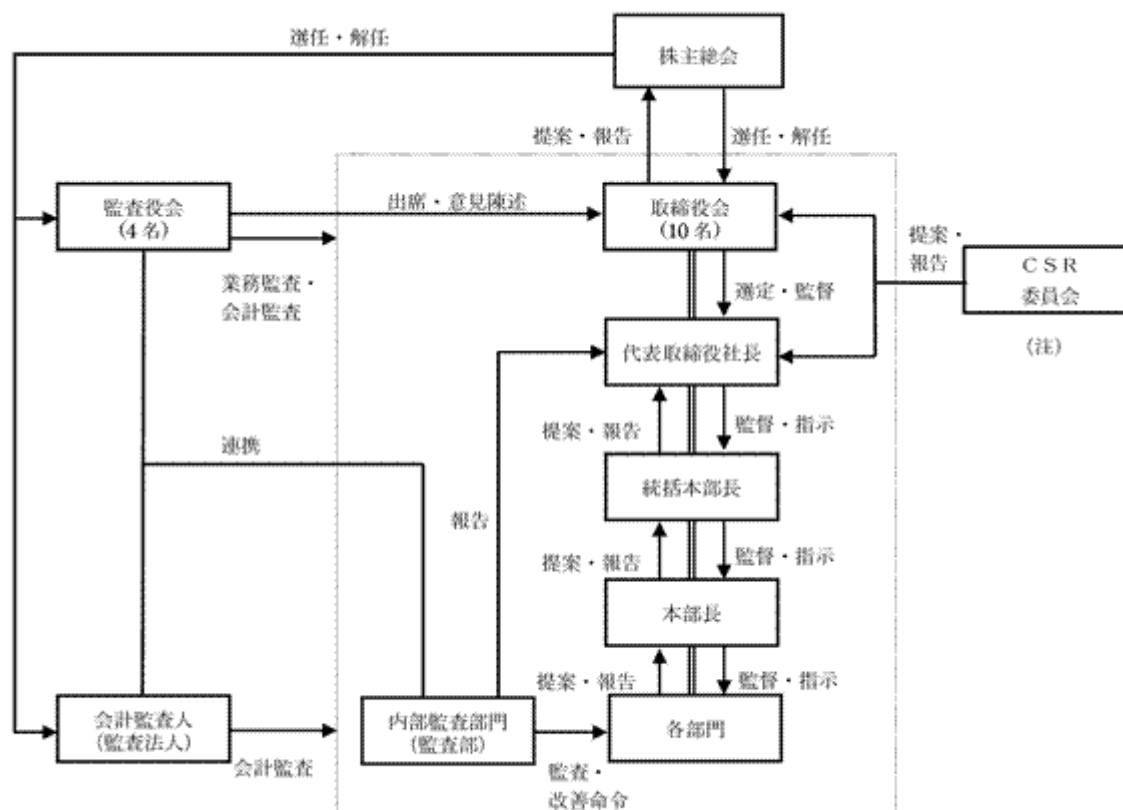 選任・解任
株主総会
提案・報告
選任・解任
監査役会
(4名)
出席・意見陳述
取締役会
(10名)
提案・
報告
CSR
委員会
(注)
業務監査・
会計監査
選定・監督
代表取締役社長
提案・報告
監督・指示
連携
統括本部長
報告
提案・報告
監督・指示
本部長
提案・報告
監督・指示
会計監査人
(監査法人)
会計監査
内部監査部門
(監査部)
各部門
監査・
改善命令